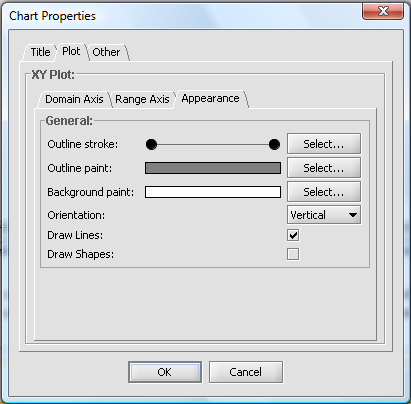 Chart Properties
Title Plot Other
XY Plot:
Domain Axis Range Axis Appearance
General:
Outline stroke: Select...
Outline paint: Select...
Background paint: Select...
Orientation: Vertical
Draw Lines:
Draw Shapes:
OK Cancel